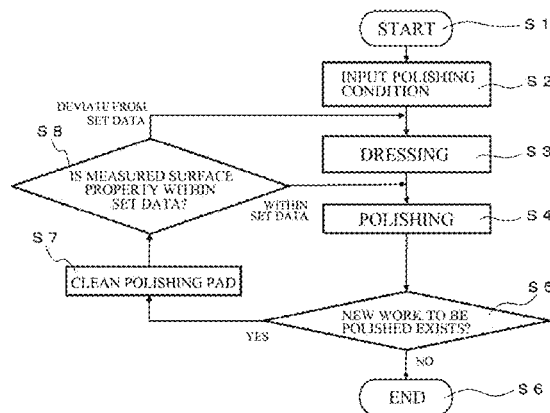 START
S 1
INPUT POLISHING
CONDITION
S 2
DEVIATE FROM
SET DATA
S 8
DRESSING
S 3
IS MEASURED SURFACE
PROPERTY WITHIN
SET DATA?
WITHIN
SET DATA
POLISHING
S 4
S 7
CLEAN POLISHING PAD
S 5
NEW WORK TO BE
POLISHED EXISTS?
YES
NO
END
S 6